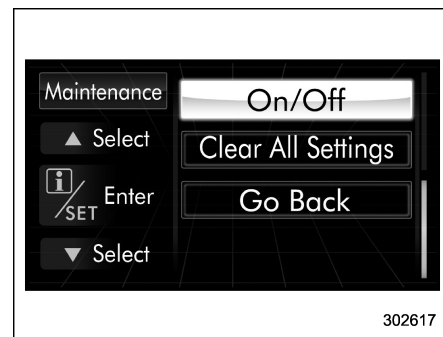 Maintenance
On/Off
▲ Select
Clear All Settings
i/SET Enter
Go Back
▼ Select
302617